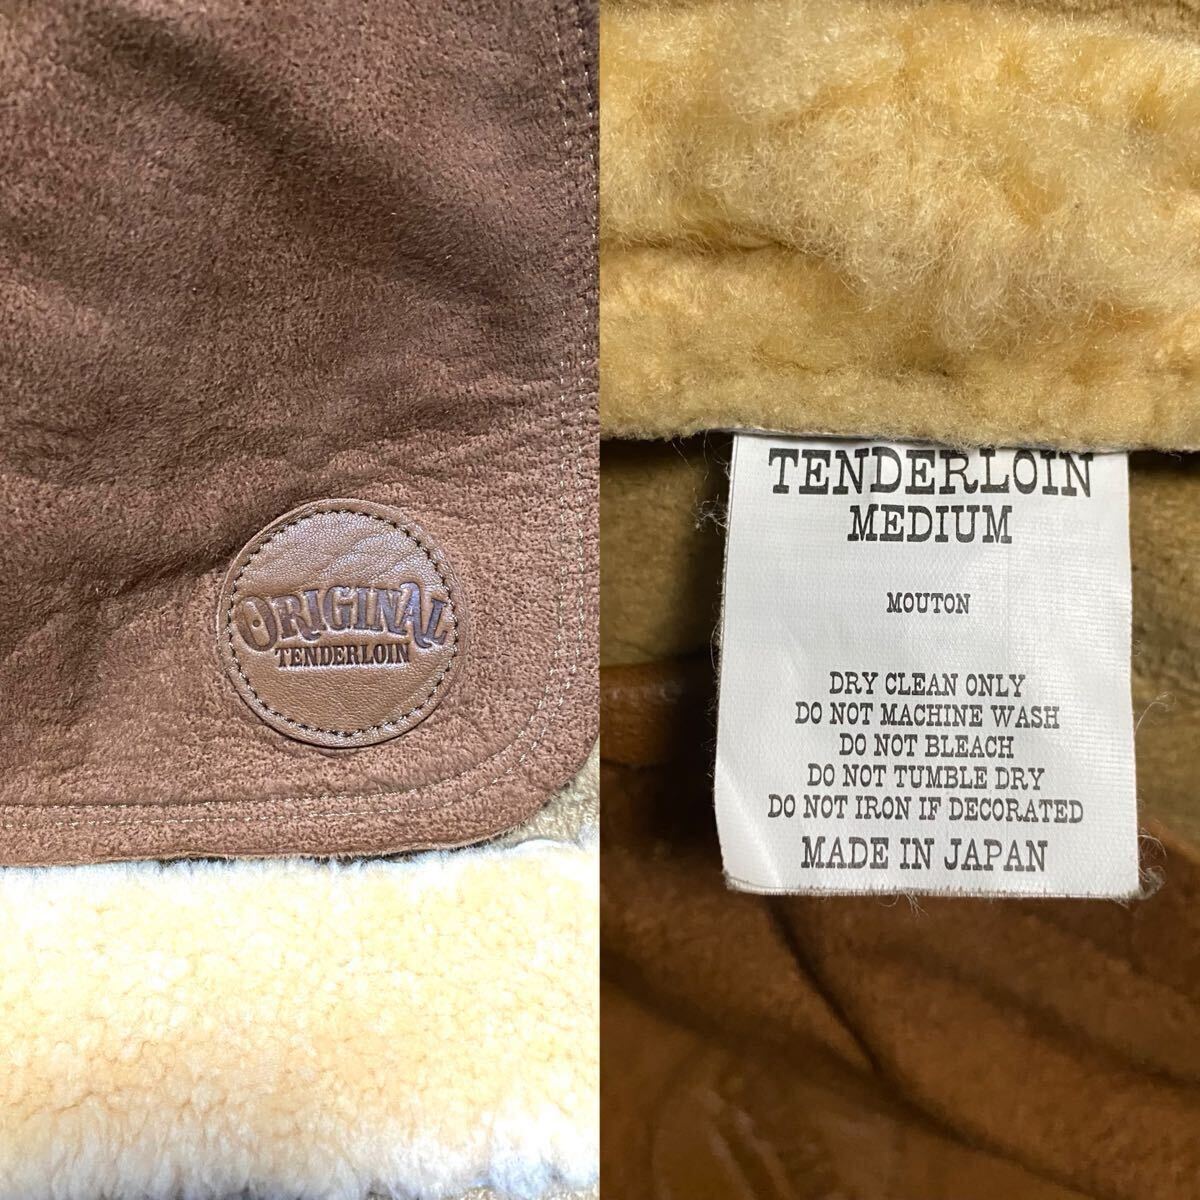 ORIGINAL
TENDERLOIN
TENDERLOIN
MEDIUM
MOUTON
DRY CLEAN ONLY
DO NOT MACHINE WASH
DO NOT BLEACH
DO NOT TUMBLE DRY
DO NOT IRON IF DECORATED
MADE IN JAPAN